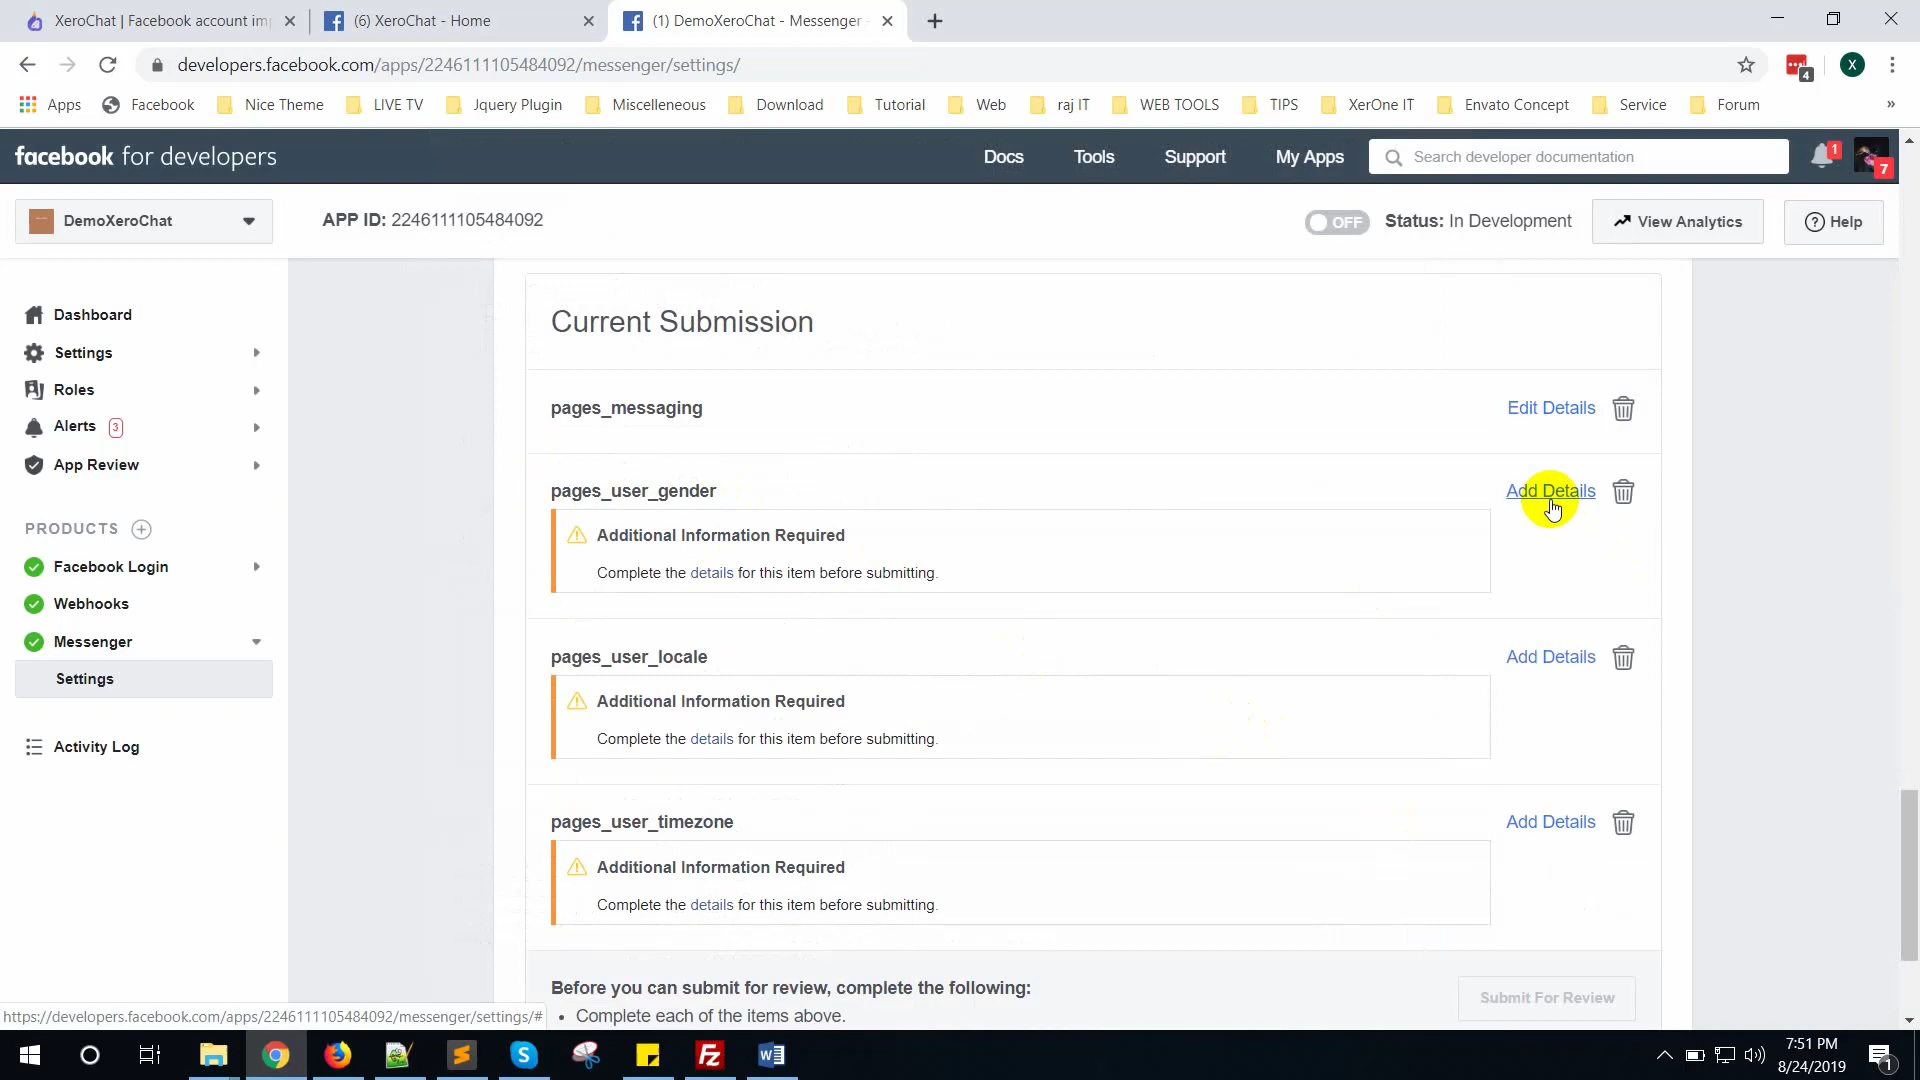 XeroChat | Facebook account im
(6) XeroChat - Home
(1) DemoXeroChat - Messenger -
developers.facebook.com/apps/2246111105484092/messenger/settings/
4
X
Apps
Facebook
Nice Theme
LIVE TV
Jquery Plugin
Miscelleneous
Download
Tutorial
Web
raj IT
WEB TOOLS
TIPS
XerOne IT
Envato Concept
Service
Forum
»
facebook for developers
Docs
Tools
Support
My Apps
Search developer documentation
1
7
DemoXeroChat
APP ID: 2246111105484092
OFF
Status: In Development
View Analytics
Help
Dashboard
Settings
Roles
Alerts 3
App Review
PRODUCTS
Facebook Login
Webhooks
Messenger
Settings
Activity Log
Current Submission
pages_messaging
Edit Details
pages_user_gender
Add Details
Additional Information Required
Complete the details for this item before submitting.
pages_user_locale
Add Details
Additional Information Required
Complete the details for this item before submitting.
pages_user_timezone
Add Details
Additional Information Required
Complete the details for this item before submitting.
Before you can submit for review, complete the following:
• Complete each of the items above.
Submit For Review
https://developers.facebook.com/apps/2246111105484092/messenger/settings/#
7:51 PM
8/24/2019
1